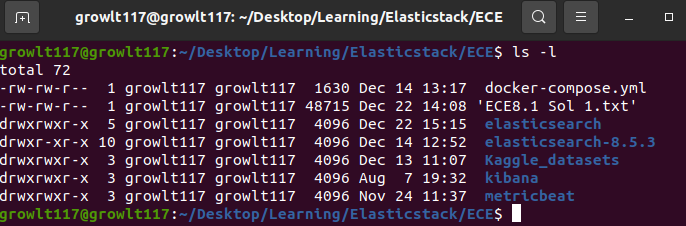 growlt117@growlt117: ~/Desktop/Learning/Elasticstack/ECE
growlt117@growlt117:~/Desktop/Learning/Elasticstack/ECE$ ls -l
total 72
-rw-rw-r--  1 growlt117 growlt117  1630 Dec 14 13:17  docker-compose.yml
-rw-rw-r--  1 growlt117 growlt117 48715 Dec 22 14:08 'ECE8.1 Sol 1.txt'
drwxrwxr-x  5 growlt117 growlt117  4096 Dec 22 15:15  elasticsearch
drwxr-xr-x 10 growlt117 growlt117  4096 Dec 14 12:52  elasticsearch-8.5.3
drwxrwxr-x  3 growlt117 growlt117  4096 Dec 13 11:07  Kaggle_datasets
drwxrwxr-x  3 growlt117 growlt117  4096 Aug  7 19:32  kibana
drwxrwxr-x  3 growlt117 growlt117  4096 Nov 24 11:37  metricbeat
growlt117@growlt117:~/Desktop/Learning/Elasticstack/ECE$